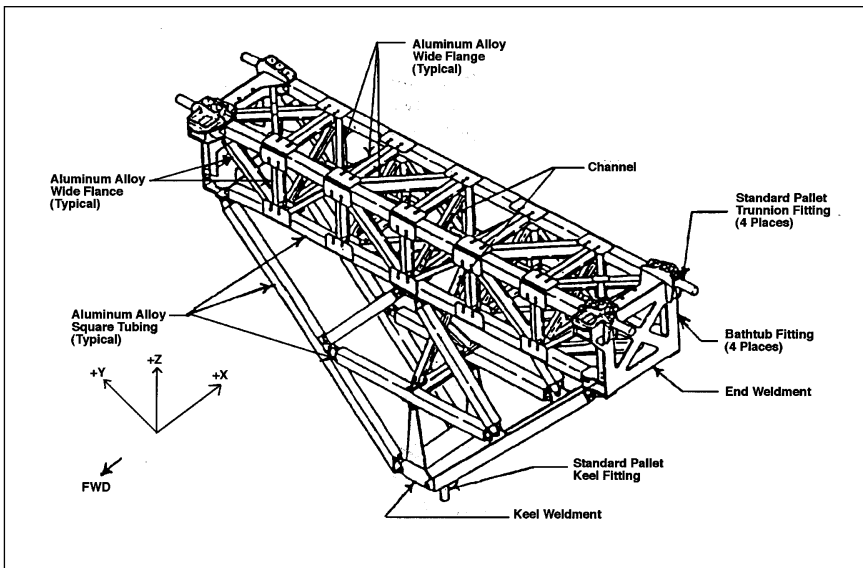 Aluminum Alloy
Wide Flange
(Typical)
Channel
Aluminum Alloy
Wide Flance
(Typical)
Standard Pallet
Trunnion Fitting
(4 Places)
Aluminum Alloy
Square Tubing
(Typical)
Bathtub Fitting
(4 Places)
+Z
+Y
+X
End Weldment
Standard Pallet
Keel Fitting
FWD
Keel Weldment